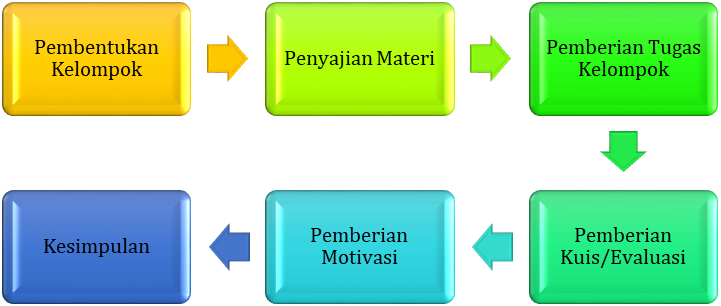 Pembentukan
Kelompok
Penyajian Materi
Pemberian Tugas
Kelompok
Pemberian
Kuis/Evaluasi
Pemberian
Motivasi
Kesimpulan